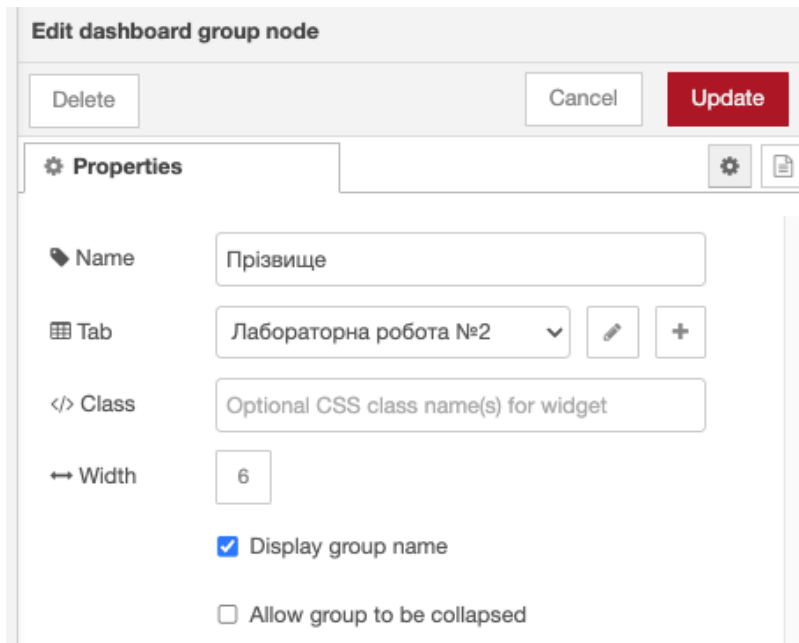 Edit dashboard group node
Delete
Cancel
Update
Properties
Name
Прізвище
Tab
Лабораторна робота №2
</> Class
Optional CSS class name(s) for widget
Width
6
Display group name
Allow group to be collapsed